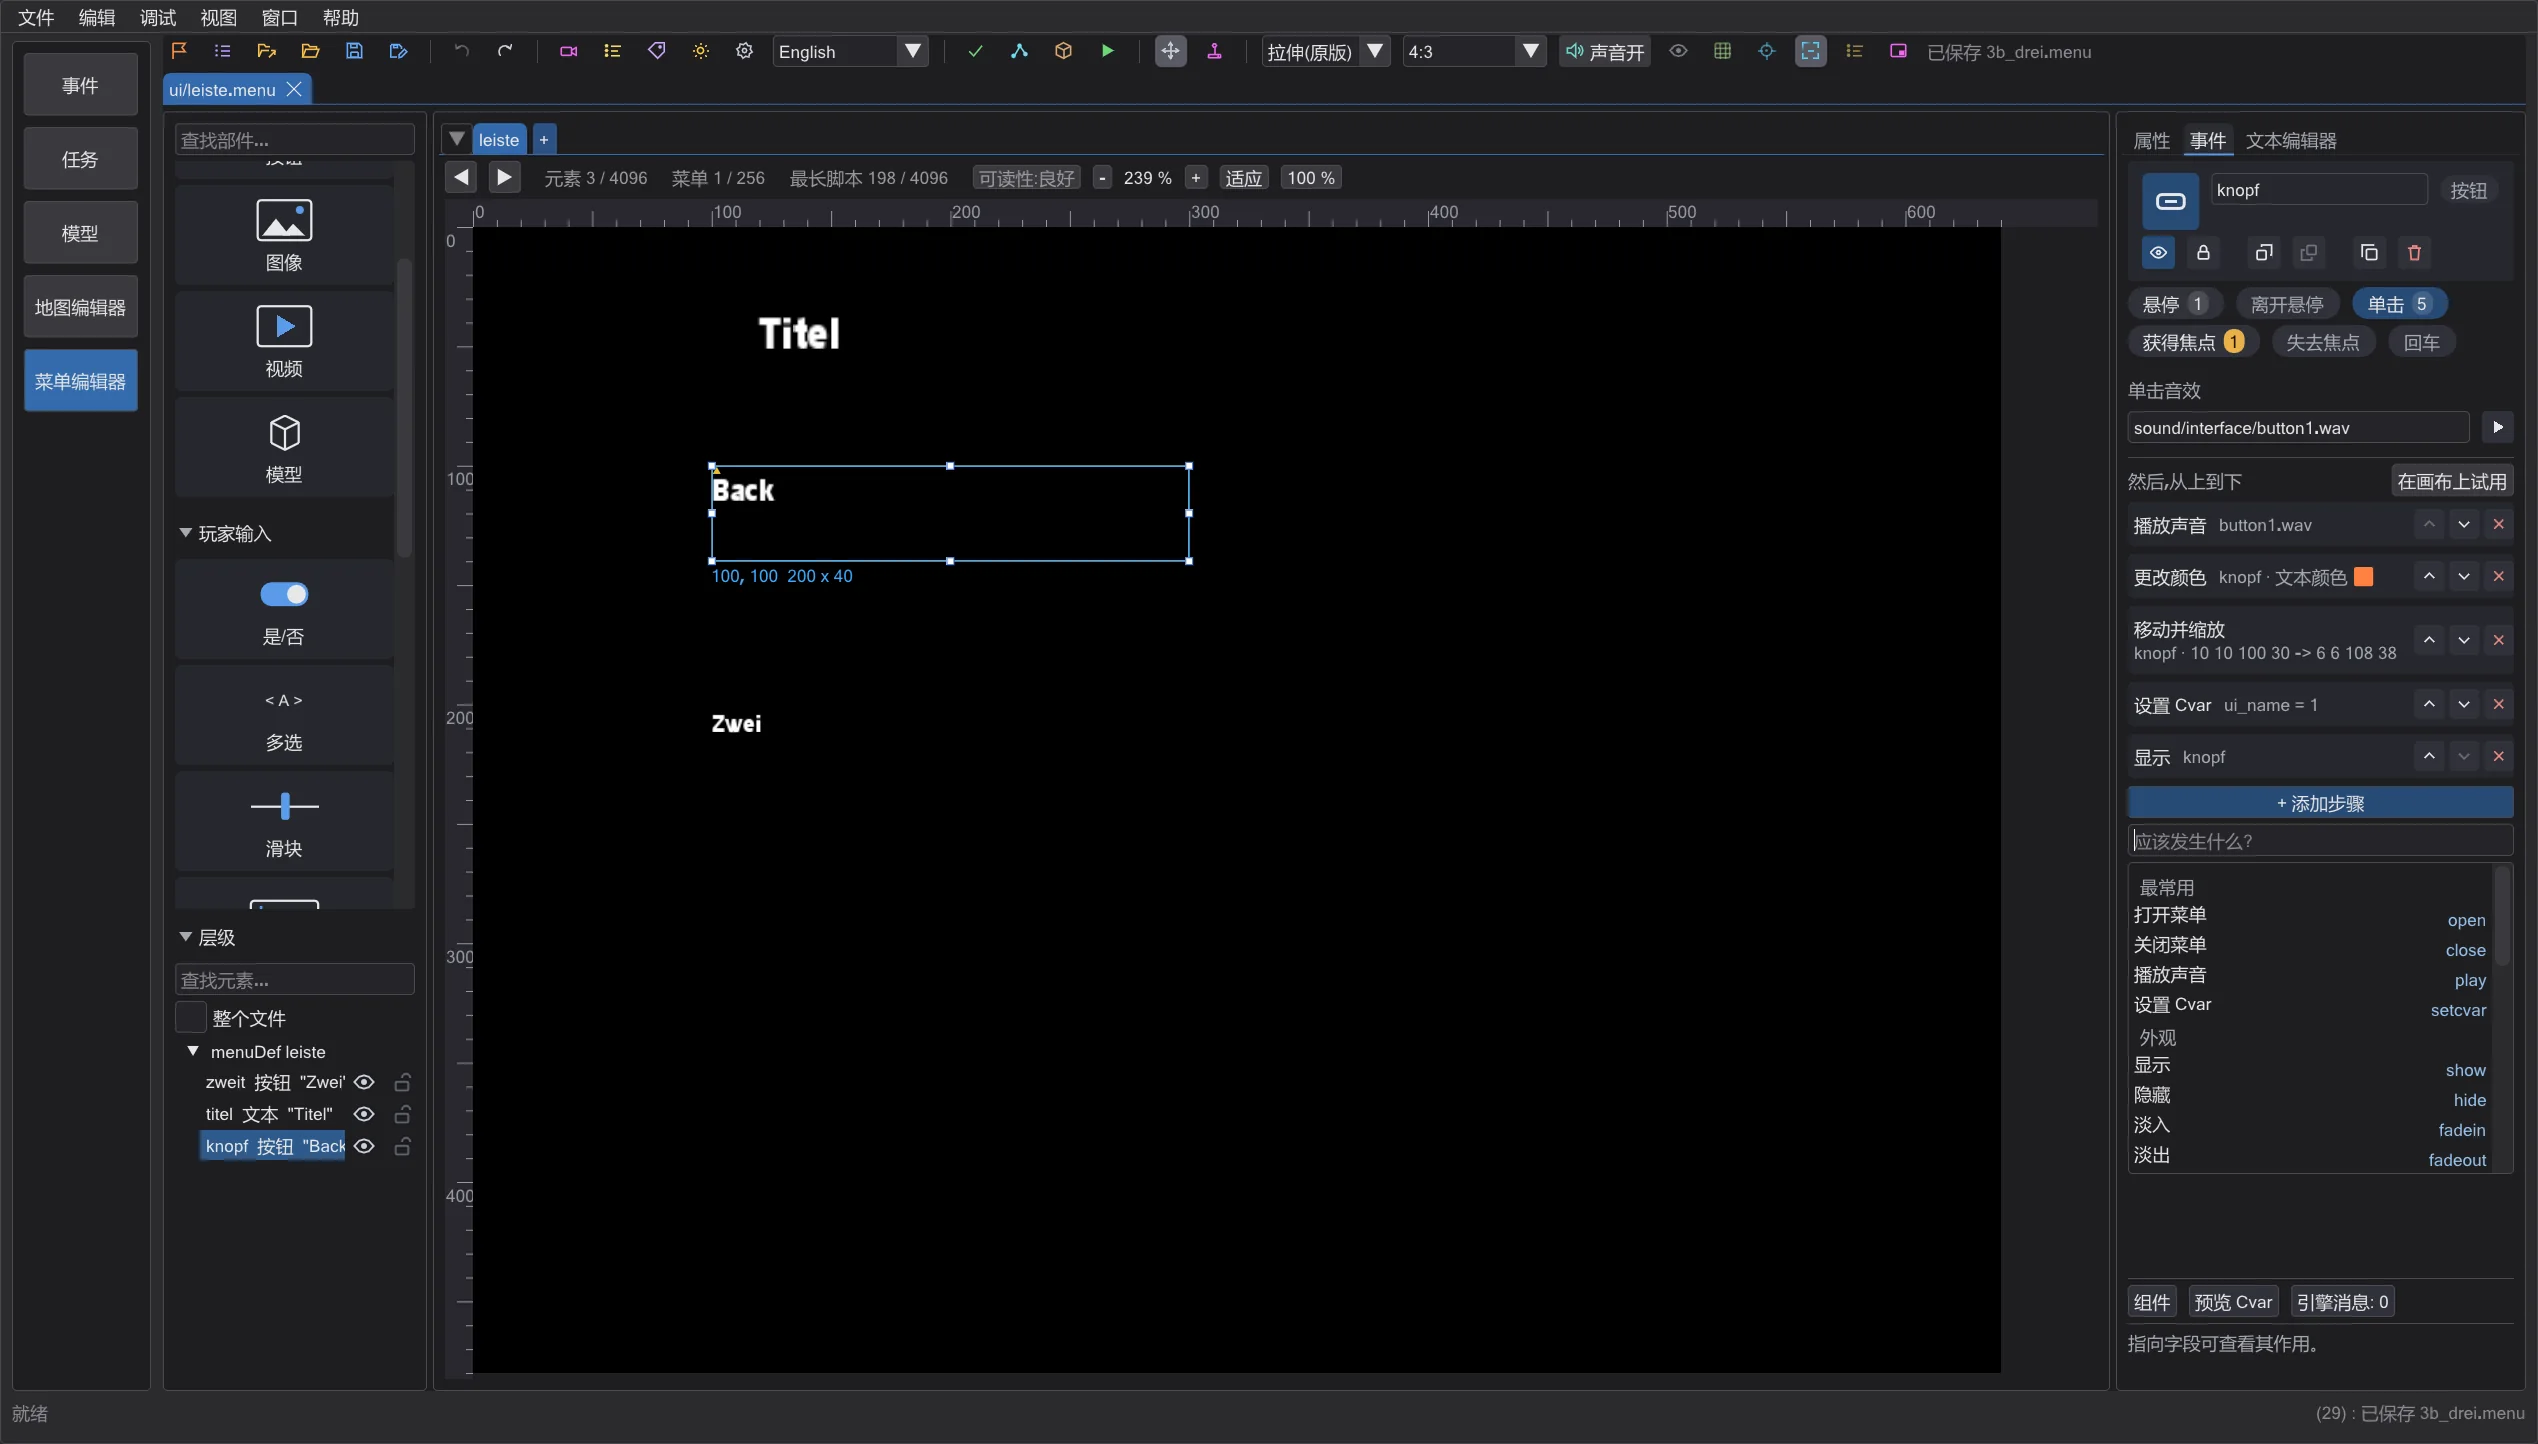 文件 编辑 调试 视图 窗口 帮助
English
拉伸(原版)
4:3
声音开
已保存 3b_drei.menu
事件
任务
模型
地图编辑器
菜单编辑器
ui/leiste.menu
查找部件...
图像
视频
模型
玩家输入
是/否
< A >
多选
滑块
层级
查找元素...
整个文件
menuDef leiste
zweit 按钮 "Zwei'
titel 文本 "Titel"
knopf 按钮 "Back
leiste +
元素 3 / 4096 菜单 1 / 256 最长脚本 198 / 4096 可读性:良好 - 239 % + 适应 100 %
0 100 200 300 400 500 600
0
100
200
300
400
Titel
Back
100, 100 200 x 40
Zwei
属性 事件 文本编辑器
knopf 按钮
悬停 1 离开悬停 单击 5
获得焦点 1 失去焦点 回车
单击音效
sound/interface/button1.wav
然后,从上到下 在画布上试用
播放声音 button1.wav
更改颜色 knopf · 文本颜色
移动并缩放
knopf · 10 10 100 30 -> 6 6 108 38
设置 Cvar ui_name = 1
显示 knopf
+ 添加步骤
应该发生什么?
最常用
打开菜单 open
关闭菜单 close
播放声音 play
设置 Cvar setcvar
外观
显示 show
隐藏 hide
淡入 fadein
淡出 fadeout
组件 预览 Cvar 引擎消息: 0
指向字段可查看其作用。
就绪
(29) : 已保存 3b_drei.menu